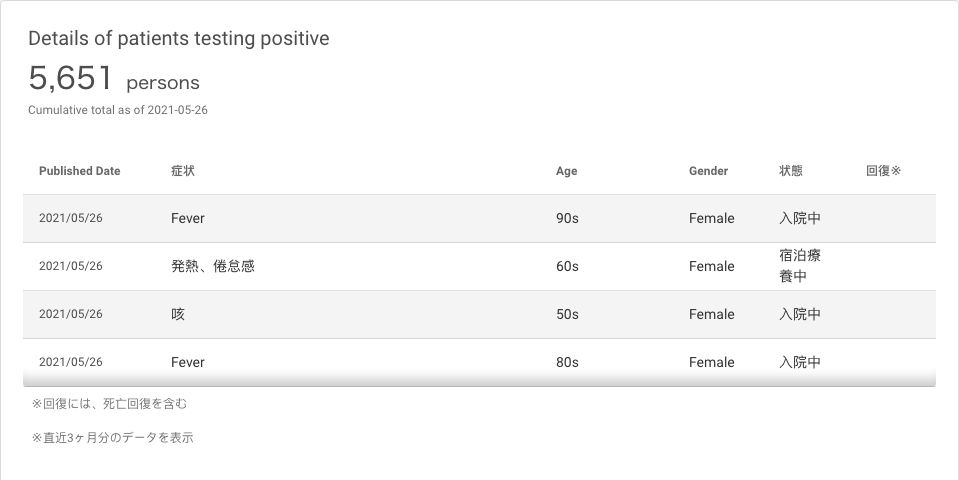 Details of patients testing positive
5,651 persons
Cumulative total as of 2021-05-26
Published Date 症状 Age Gender 状態 回復※
2021/05/26 Fever 90s Female 入院中
2021/05/26 発熱、倦怠感 60s Female 宿泊療
養中
2021/05/26 咳 50s Female 入院中
2021/05/26 Fever 80s Female 入院中
※回復には、死亡回復を含む
※直近3ヶ月分のデータを表示